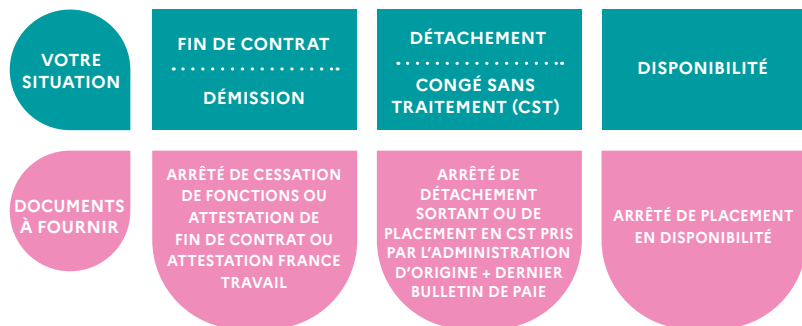 VOTRE
SITUATION
FIN DE CONTRAT
DÉMISSION
DÉTACHEMENT
CONGÉ SANS
TRAITEMENT (CST)
DISPONIBILITÉ
DOCUMENTS
À FOURNIR
ARRÊTÉ DE CESSATION
DE FONCTIONS OU
ATTESTATION DE
FIN DE CONTRAT OU
ATTESTATION FRANCE
TRAVAIL
ARRÊTÉ DE
DÉTACHEMENT
SORTANT OU DE
PLACEMENT EN CST PRIS
PAR L’ADMINISTRATION
D’ORIGINE + DERNIER
BULLETIN DE PAIE
ARRÊTÉ DE PLACEMENT
EN DISPONIBILITÉ